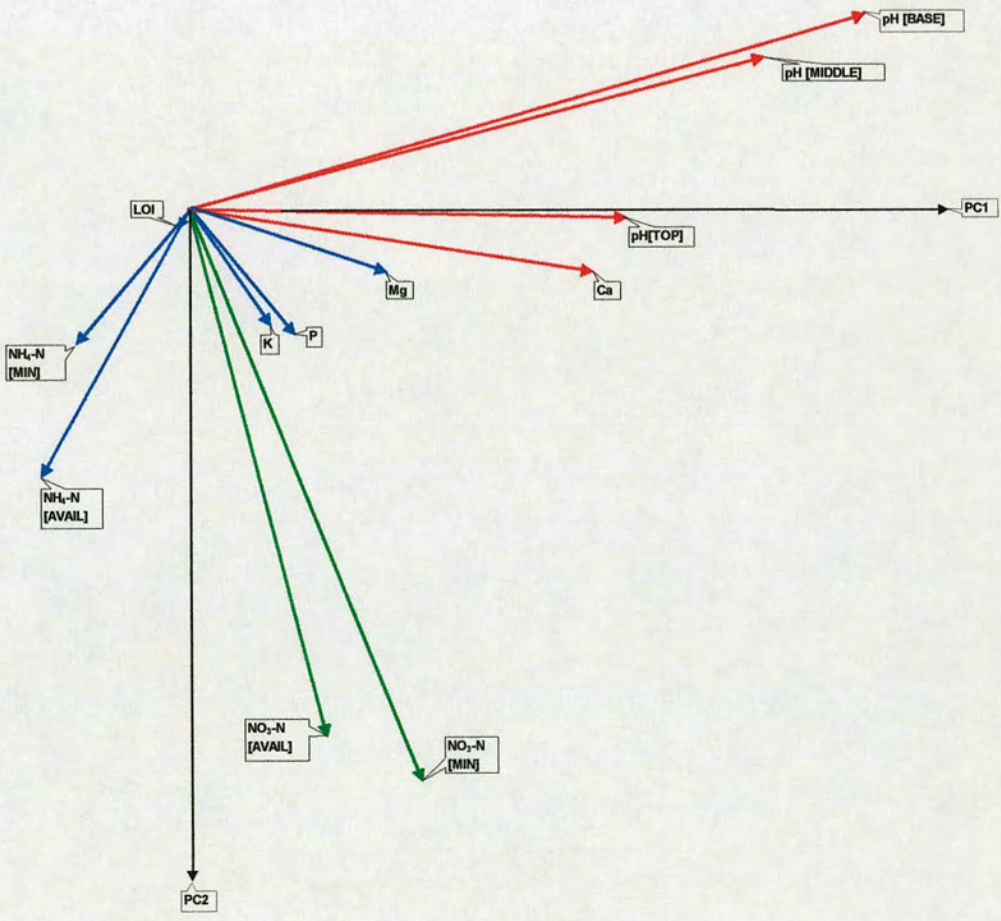 pH [BASE]
pH [MIDDLE]
LOI
PC1
pH[TOP]
Mg
Ca
K
P
NH₄-N
[MIN]
NH₄-N
[AVAIL]
NO₃-N
[AVAIL]
NO₃-N
[MIN]
PC2